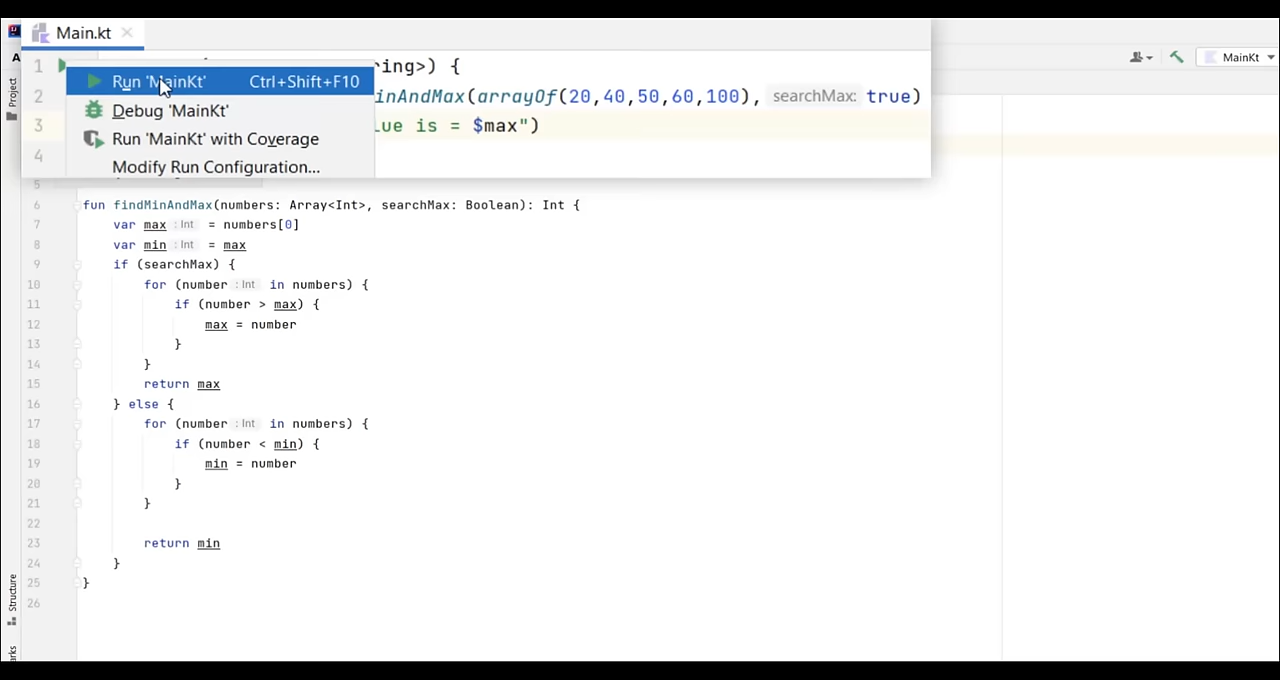 Main.kt
MainKt
A
Project
1 ring>) {
Run 'MainKt' Ctrl+Shift+F10
2 inAndMax(arrayOf(20,40,50,60,100), searchMax: true)
Debug 'MainKt'
3 lue is = $max")
Run 'MainKt' with Coverage
4
Modify Run Configuration...
5
6 fun findMinAndMax(numbers: Array<Int>, searchMax: Boolean): Int {
7 var max : Int = numbers[0]
8 var min : Int = max
9 if (searchMax) {
10 for (number : Int in numbers) {
11 if (number > max) {
12 max = number
13 }
14 }
15 return max
16 } else {
17 for (number : Int in numbers) {
18 if (number < min) {
19 min = number
20 }
21 }
22
23 return min
24 }
25 }
26
Structure